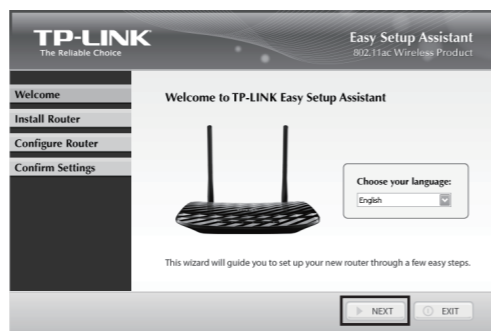 TP-LINK
The Reliable Choice
Easy Setup Assistant
802.11ac Wireless Product
Welcome
Install Router
Configure Router
Confirm Settings
Welcome to TP-LINK Easy Setup Assistant
Choose your language:
English
This wizard will guide you to set up your new router through a few easy steps.
NEXT
EXIT